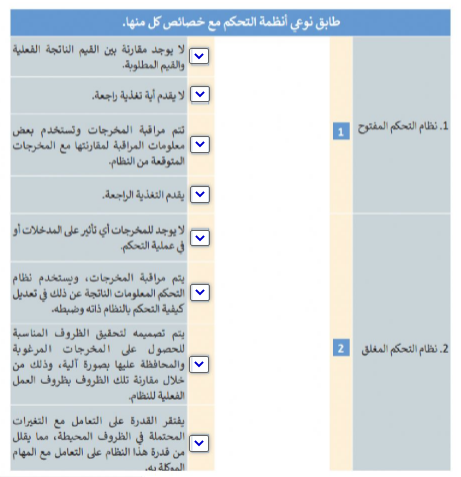 طابق نوعي أنظمة التحكم مع خصائص كل منها.
1. نظام التحكم المفتوح
1
2. نظام التحكم المغلق
2
لا يوجد مقارنة بين القيم الناتجة الفعلية
والقيم المطلوبة.
لا يقدم أية تغذية راجعة.
تتم مراقبة المخرجات وتستخدم بعض
معلومات المراقبة لمقارنتها مع المخرجات
المتوقعة من النظام.
يقدم التغذية الراجعة.
لا يوجد للمخرجات أي تأثير على المدخلات أو
في عملية التحكم.
يتم مراقبة المخرجات، ويستخدم نظام
التحكم المعلومات الناتجة عن ذلك في تعديل
كيفية التحكم بالنظام ذاته وضبطه.
يتم تصميمه لتحقيق الظروف المناسبة
للحصول على المخرجات المرغوبة
والمحافظة عليها بصورة آلية، وذلك من
خلال مقارنة تلك الظروف بظروف العمل
الفعلية للنظام.
يفتقر القدرة على التعامل مع التغيرات
المحتملة في الظروف المحيطة، مما يقلل
من قدرة هذا النظام على التعامل مع المهام
الموكلة به.